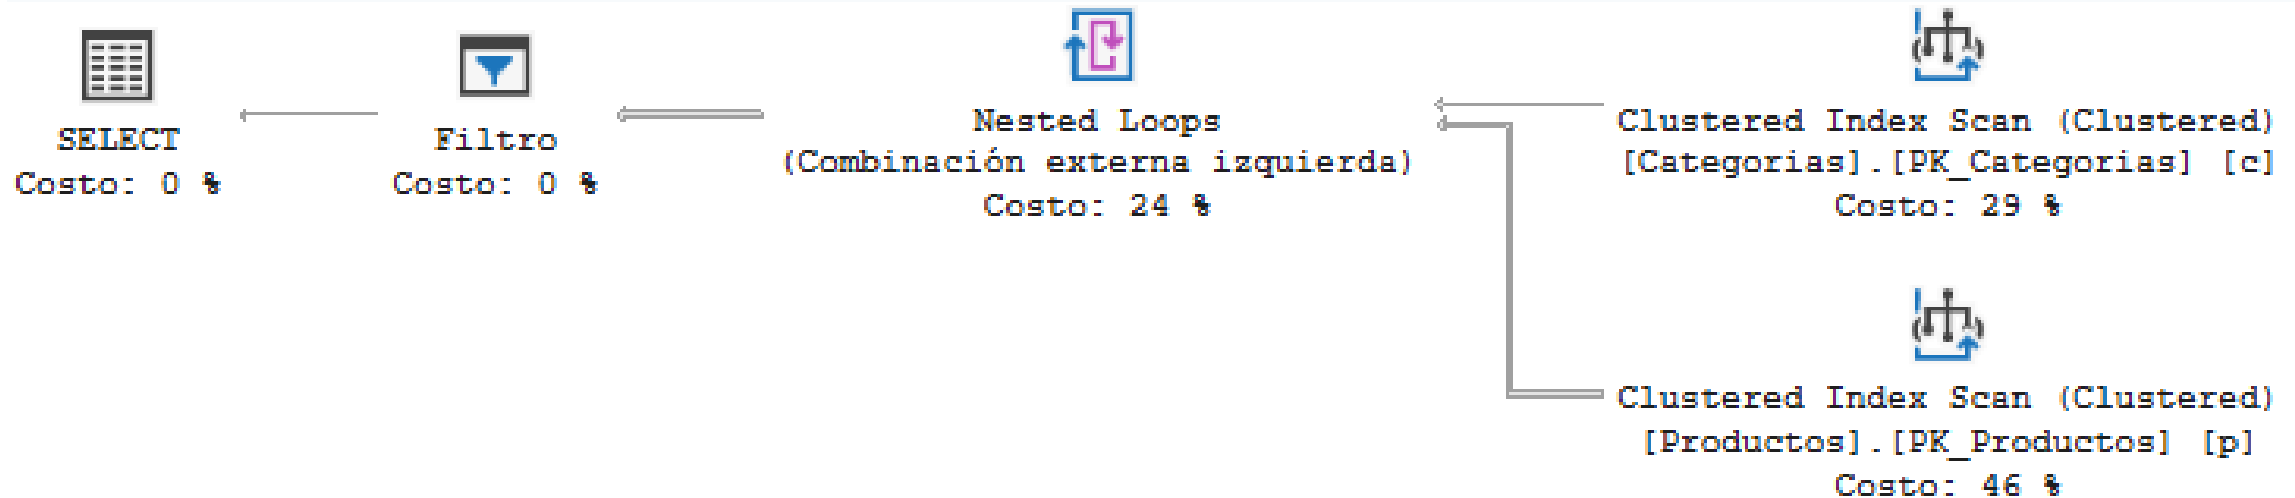 SELECT
Costo: 0 %
Filtro
Costo: 0 %
Nested Loops
(Combinación externa izquierda)
Costo: 24 %
Clustered Index Scan (Clustered)
[Categorias].[PK_Categorias] [c]
Costo: 29 %
Clustered Index Scan (Clustered)
[Productos].[PK_Productos] [p]
Costo: 46 %